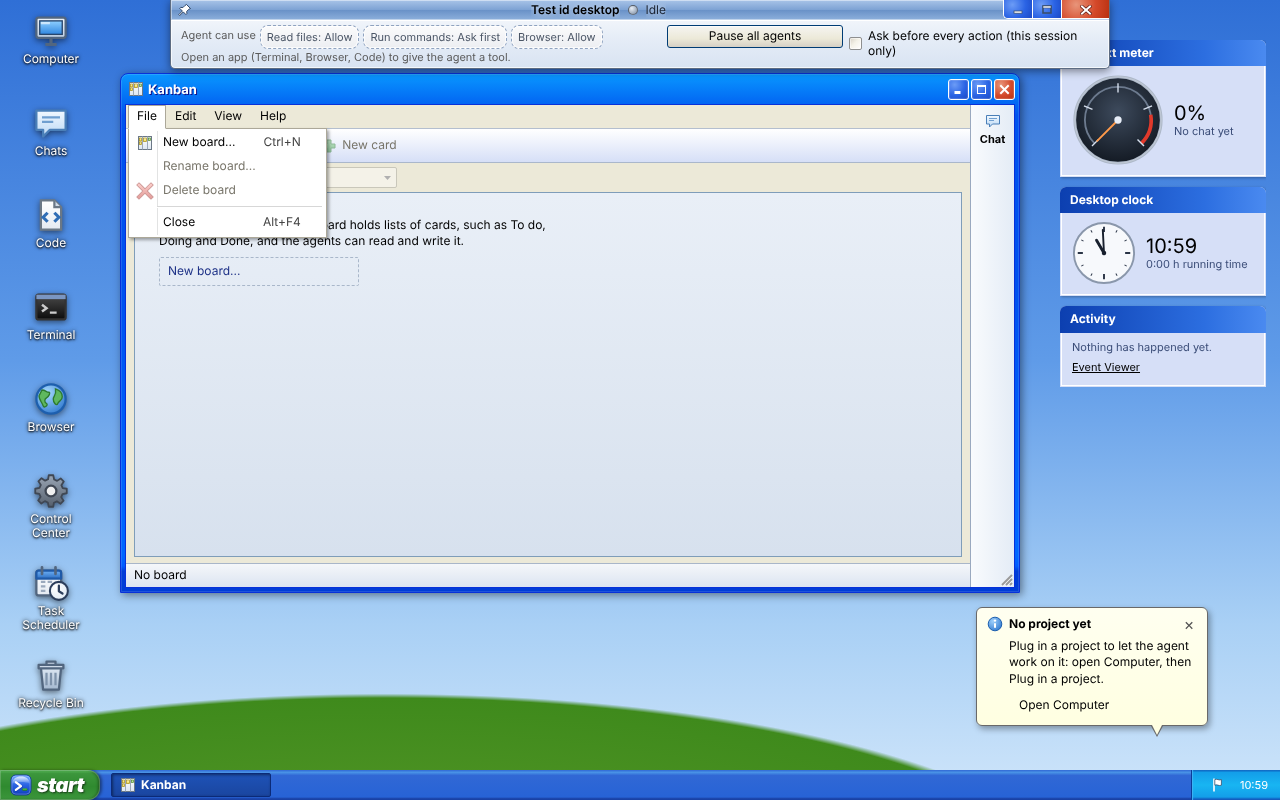 Test id desktop Idle
Agent can use Read files: Allow Run commands: Ask first Browser: Allow
Open an app (Terminal, Browser, Code) to give the agent a tool.
Pause all agents
Ask before every action (this session
only)
Computer
Chats
Code
Terminal
Browser
Control
Center
Task
Scheduler
Recycle Bin
Kanban
File Edit View Help
New board... Ctrl+N
Rename board...
Delete board
Close Alt+F4
New card
holds lists of cards, such as To do,
Doing and Done, and the agents can read and write it.
New board...
No board
Chat
meter
0%
No chat yet
Desktop clock
10:59
0:00 h running time
Activity
Nothing has happened yet.
Event Viewer
No project yet
Plug in a project to let the agent
work on it: open Computer, then
Plug in a project.
Open Computer
start
Kanban
10:59